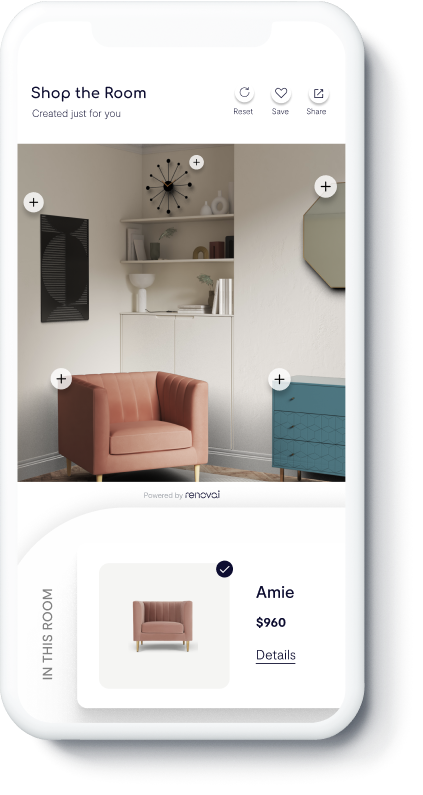 Shop the Room
Created just for you
Reset
Save
Share
Powered by renovai
IN THIS ROOM
Amie
$960
Details